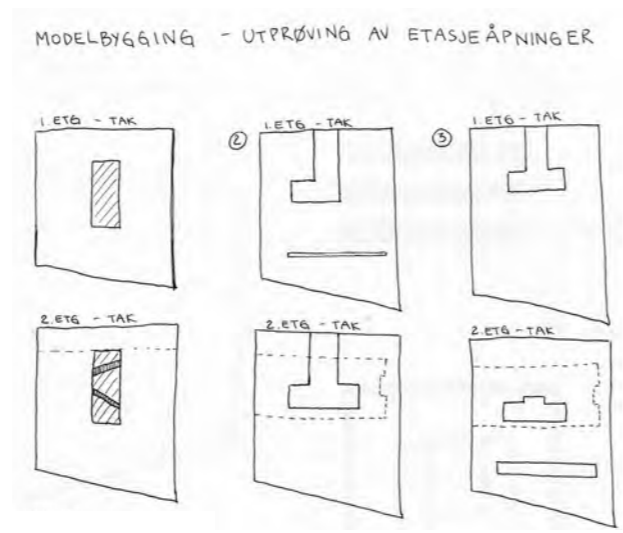 MODELBYGGING - UTPRØVING AV ETASJEÅPNINGER
1.ETG - TAK
② 1.ETG - TAK
③ 1.ETG - TAK
2.ETG - TAK
2.ETG - TAK
2.ETG - TAK